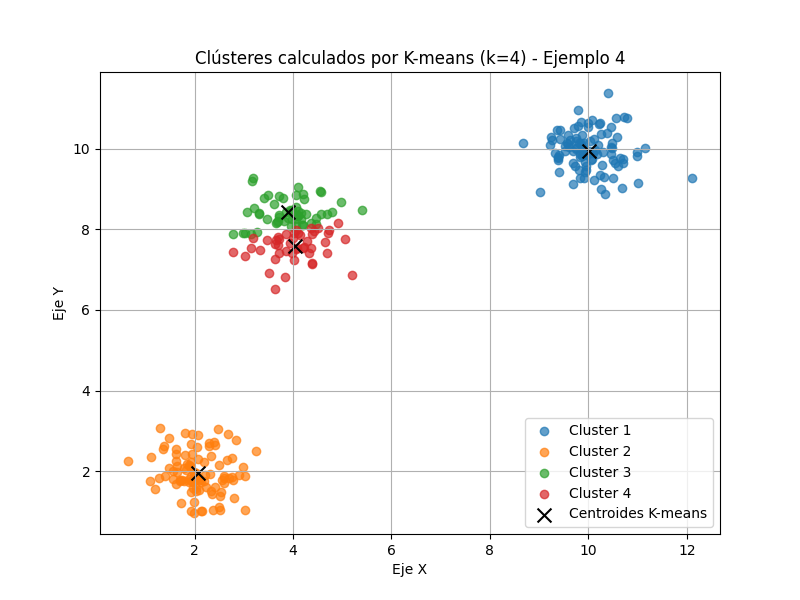 Clústeres calculados por K-means (k=4) - Ejemplo 4
10
8
6
4
2
Eje Y
2 4 6 8 10 12
Eje X
Cluster 1
Cluster 2
Cluster 3
Cluster 4
Centroides K-means